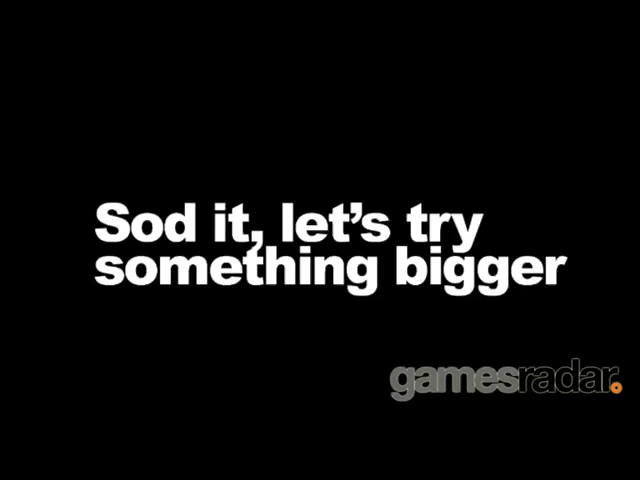 Sod it, let’s try
something bigger
gamesradar.